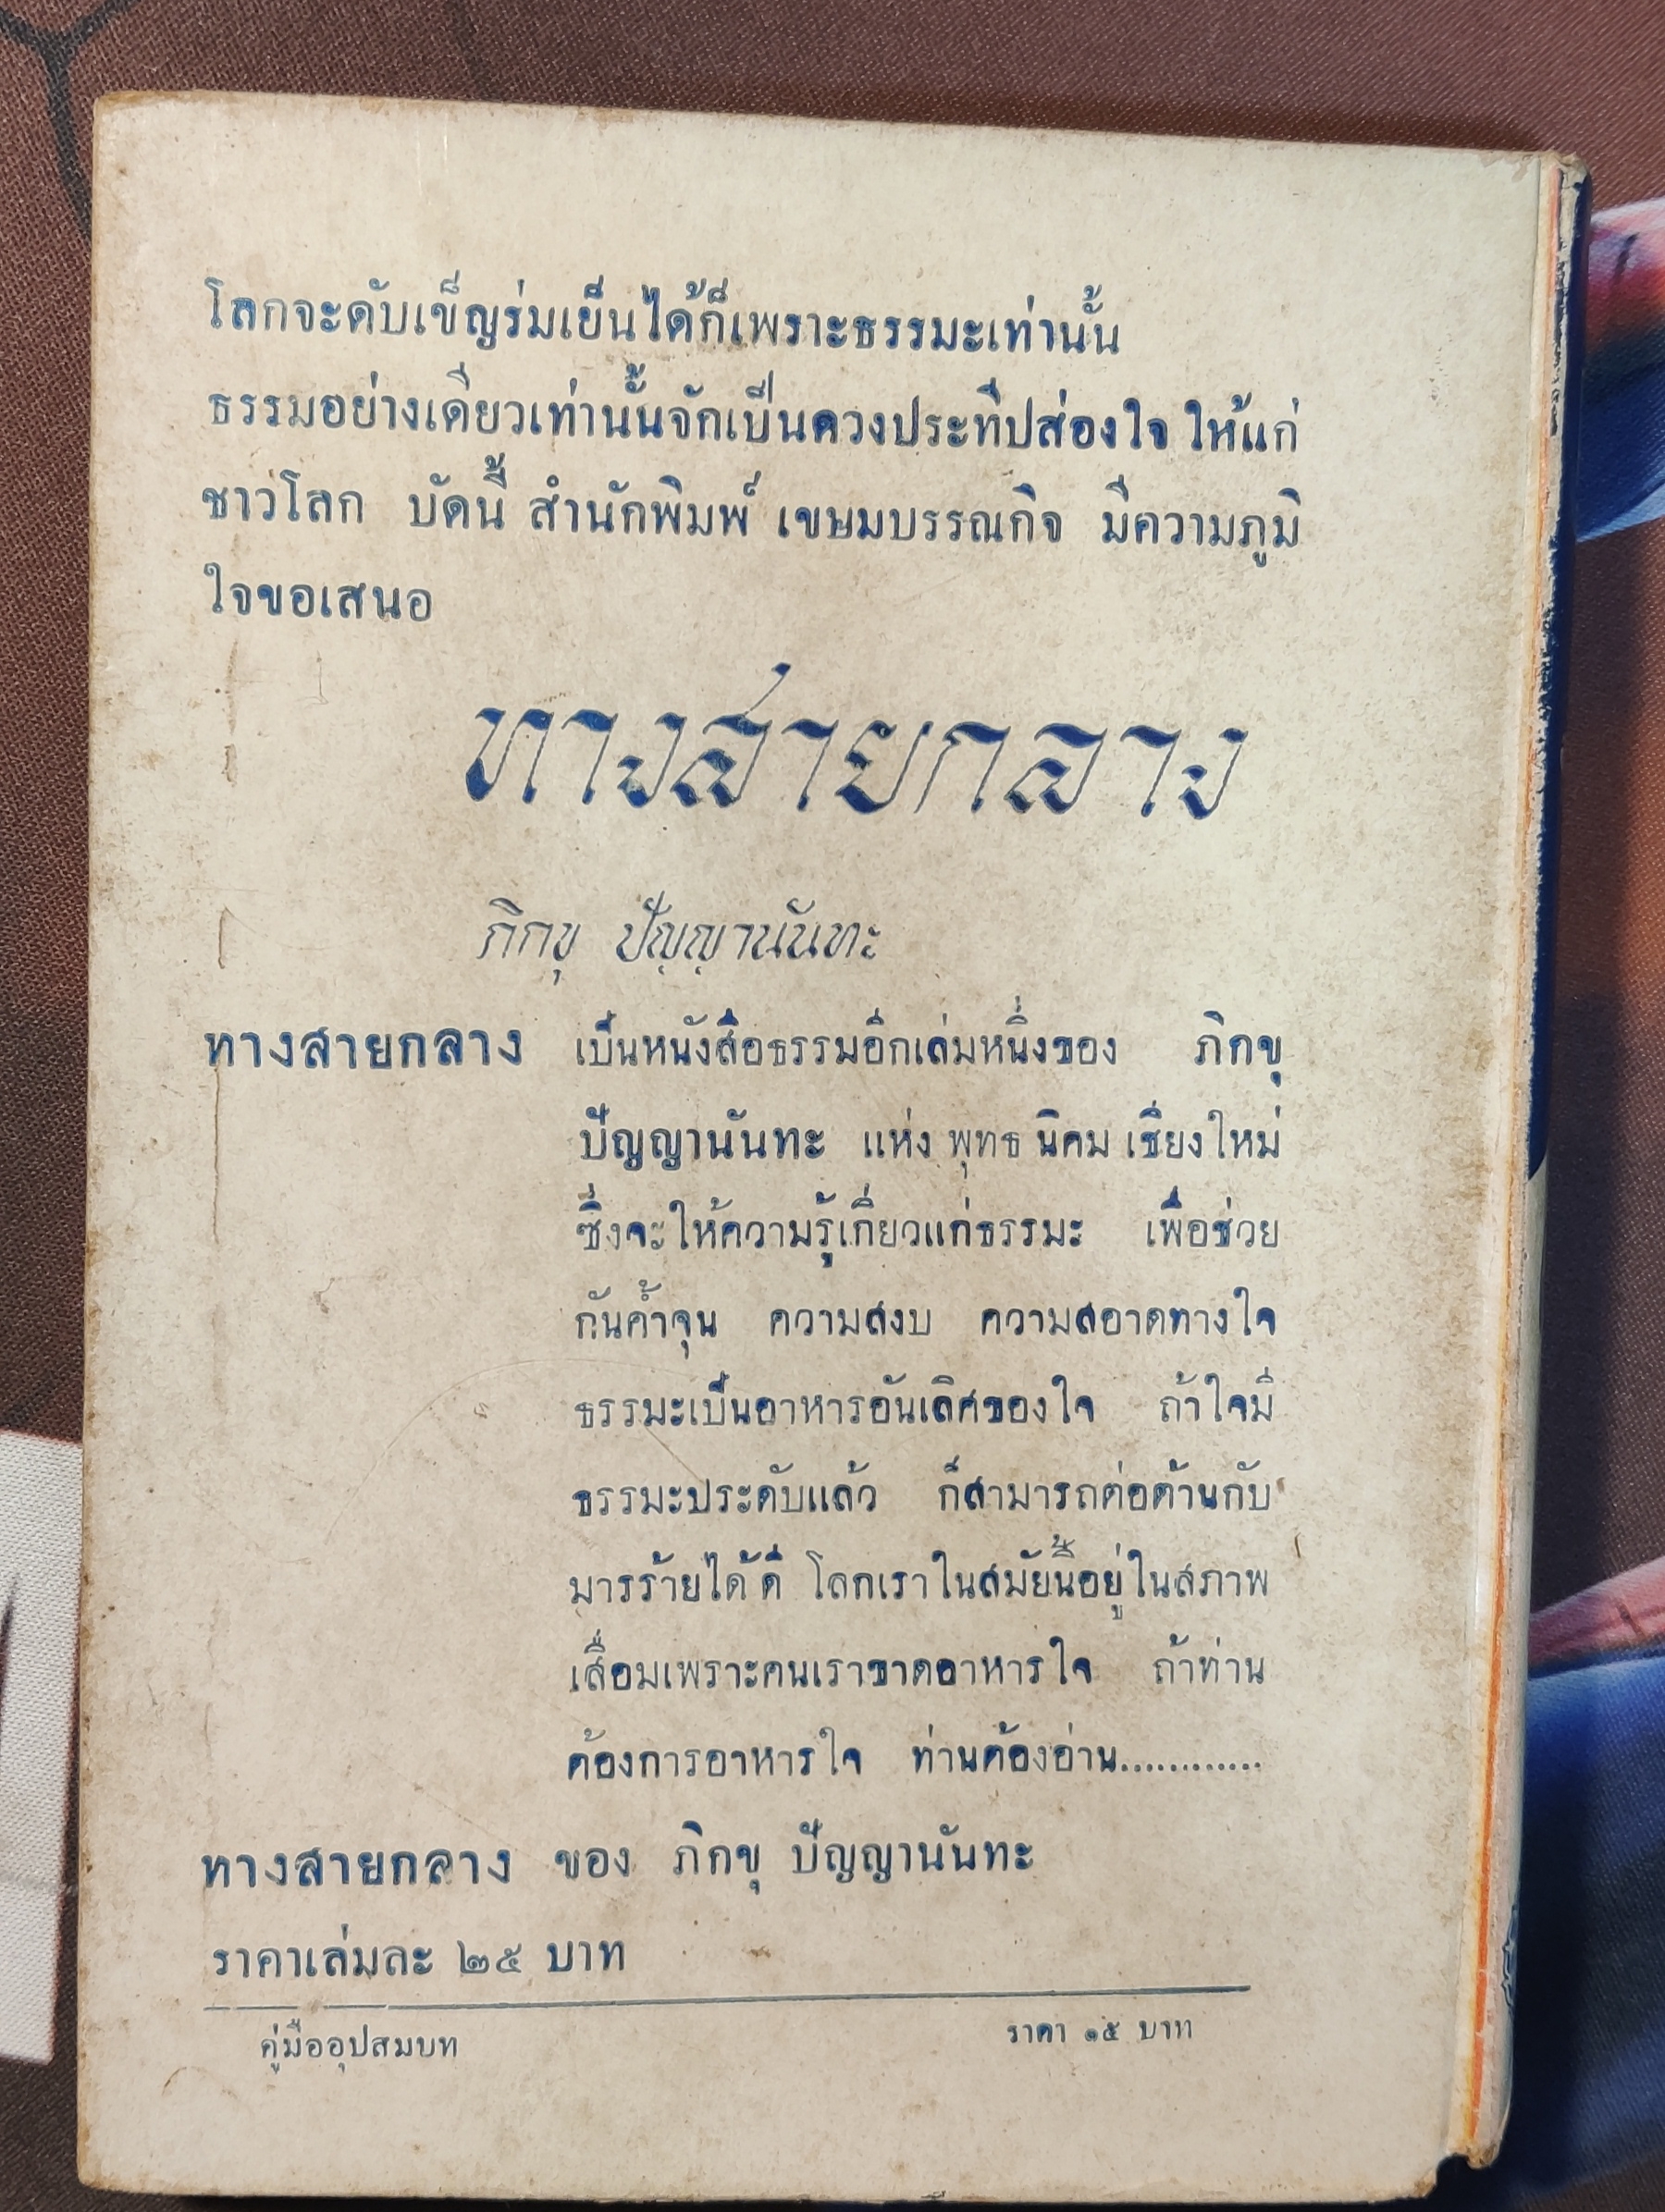 โลกจะดับเข็ญร่มเย็นได้ก็เพราะธรรมะเท่านั้น
ธรรมอย่างเดียวเท่านั้นจักเป็นดวงประทีปส่องใจ ให้แก่
ชาวโลก บัดนี้ สำนักพิมพ์ เขษมบรรณกิจ มีความภูมิ
ใจขอเสนอ
ทางสายกลาง
ภิกขุ ปัญญานันทะ
ทางสายกลาง เป็นหนังสือธรรมอีกเล่มหนึ่งของ ภิกขุ
ปัญญานันทะ แห่ง พุทธ นิคม เชียงใหม่
ซึ่งจะให้ความรู้เกี่ยวแก่ธรรมะ เพื่อช่วย
กันค้ำจุน ความสงบ ความสอาดทางใจ
ธรรมะเป็นอาหารอันเลิศของใจ ถ้าใจมี
ธรรมะประดับแล้ว ก็สามารถต่อต้านกับ
มารร้ายได้ดี โลกเราในสมัยนี้อยู่ในสภาพ
เสื่อมเพราะคนเราขาดอาหารใจ ถ้าท่าน
ต้องการอาหารใจ ท่านต้องอ่าน............
ทางสายกลาง ของ ภิกขุ ปัญญานันทะ
ราคาเล่มละ ๒๕ บาท
คู่มืออุปสมบท ราคา ๑๕ บาท